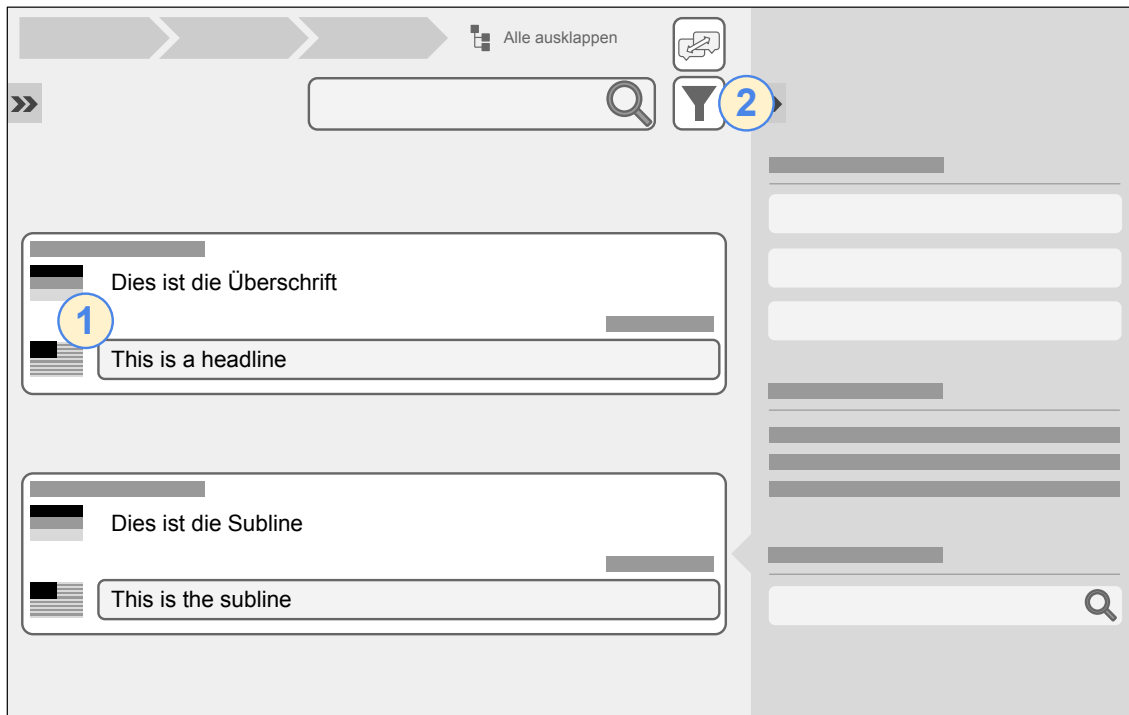 Alle ausklappen
2
Dies ist die Überschrift
1
This is a headline
Dies ist die Subline
This is the subline